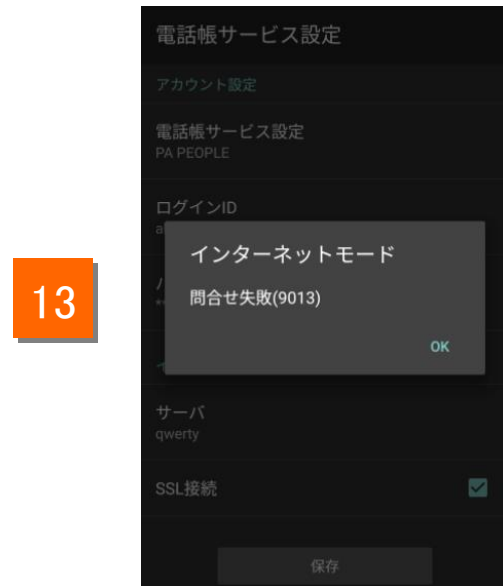 電話帳サービス設定
アカウント設定
電話帳サービス設定
PA PEOPLE
ログインID
a
インターネットモード
13
問合せ失敗(9013)
OK
サーバ
qwerty
SSL接続
保存